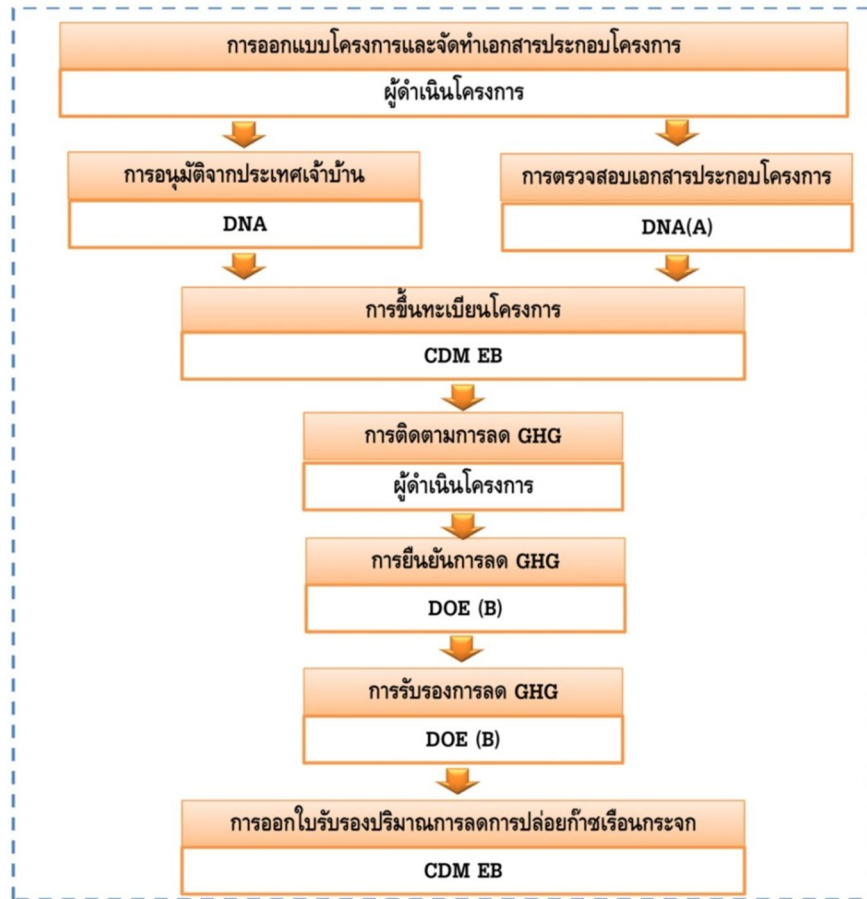 การออกแบบโครงการและจัดทำเอกสารประกอบโครงการ
ผู้ดำเนินโครงการ
การอนุมัติจากประเทศเจ้าบ้าน
DNA
การตรวจสอบเอกสารประกอบโครงการ
DNA(A)
การขึ้นทะเบียนโครงการ
CDM EB
การติดตามการลด GHG
ผู้ดำเนินโครงการ
การยืนยันการลด GHG
DOE (B)
การรับรองการลด GHG
DOE (B)
การออกใบรับรองปริมาณการลดการปล่อยก๊าซเรือนกระจก
CDM EB